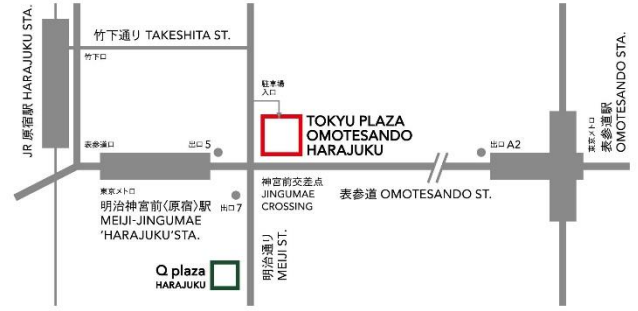 JR 原宿駅 HARAJUKU STA.
竹下通り TAKESHITA ST.
竹下口
駐車場
入口
TOKYU PLAZA
OMOTESANDO
HARAJUKU
表参道口
出口 5
出口 A2
東京メトロ
表参道駅
OMOTESANDO STA.
東京メトロ
明治神宮前〈原宿〉駅
MEIJI-JINGUMAE
'HARAJUKU'STA.
出口 7
神宮前交差点
JINGUMAE
CROSSING
表参道 OMOTESANDO ST.
明治通り
MEIJI ST.
Q plaza
HARAJUKU